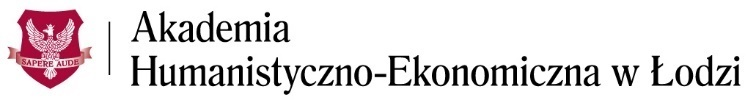 SAPERE AUDE
Akademia
Humanistyczno-Ekonomiczna w Łodzi